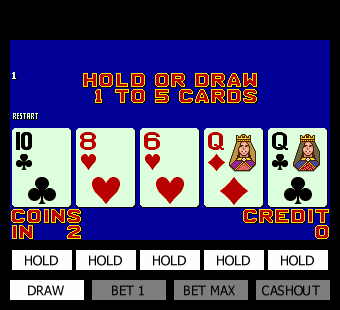 1
HOLD OR DRAW
1 TO 5 CARDS
RESTART
10 8 6 Q Q
COINS CREDIT
IN 2 0
HOLD HOLD HOLD HOLD HOLD
DRAW BET 1 BET MAX CASHOUT